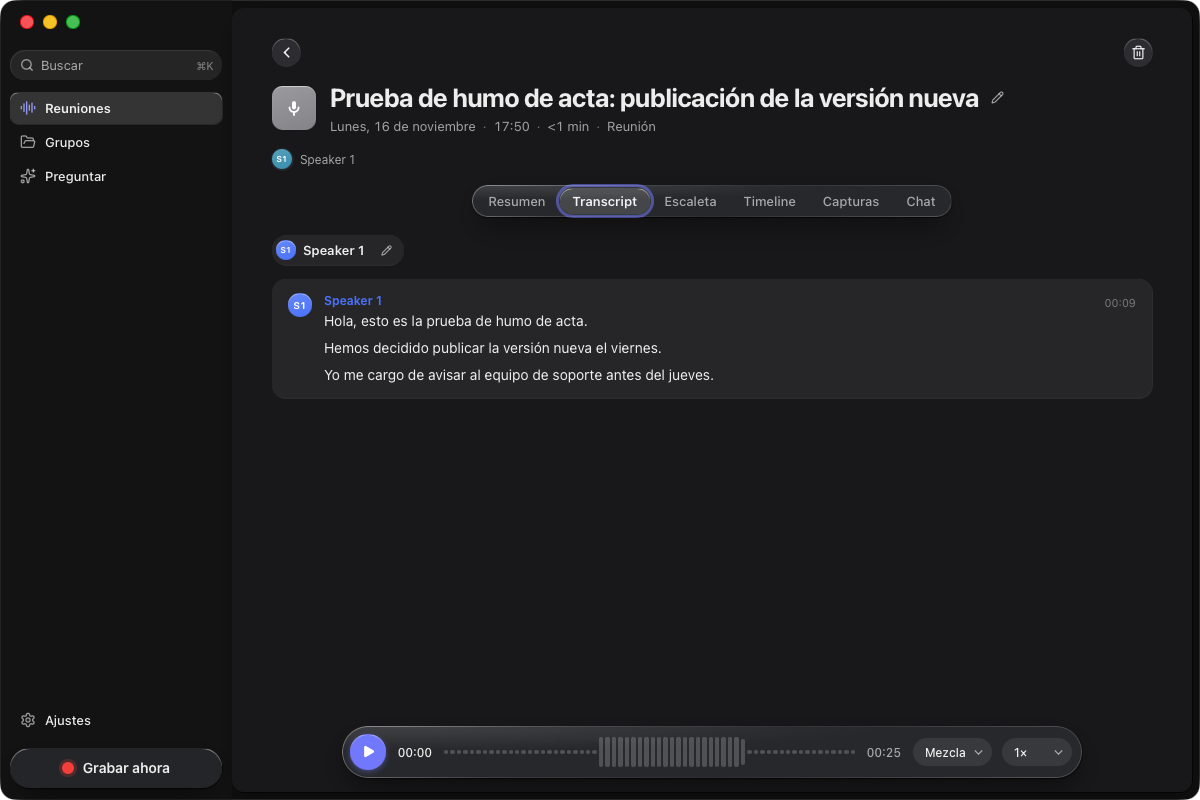 Buscar ⌘K
Reuniones
Grupos
Preguntar
Ajustes
Grabar ahora
Prueba de humo de acta: publicación de la versión nueva
Lunes, 16 de noviembre · 17:50 · <1 min · Reunión
S1 Speaker 1
Resumen Transcript Escaleta Timeline Capturas Chat
S1 Speaker 1
S1 Speaker 1 00:09
Hola, esto es la prueba de humo de acta.
Hemos decidido publicar la versión nueva el viernes.
Yo me cargo de avisar al equipo de soporte antes del jueves.
00:00 00:25 Mezcla 1×